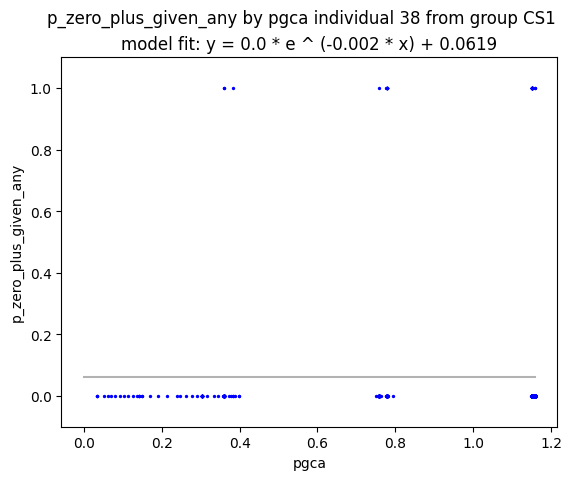 p_zero_plus_given_any by pgca individual 38 from group CS1
model fit: y = 0.0 * e ^ (-0.002 * x) + 0.0619
1.0
0.8
0.6
0.4
0.2
0.0
p_zero_plus_given_any
0.0 0.2 0.4 0.6 0.8 1.0 1.2
pgca